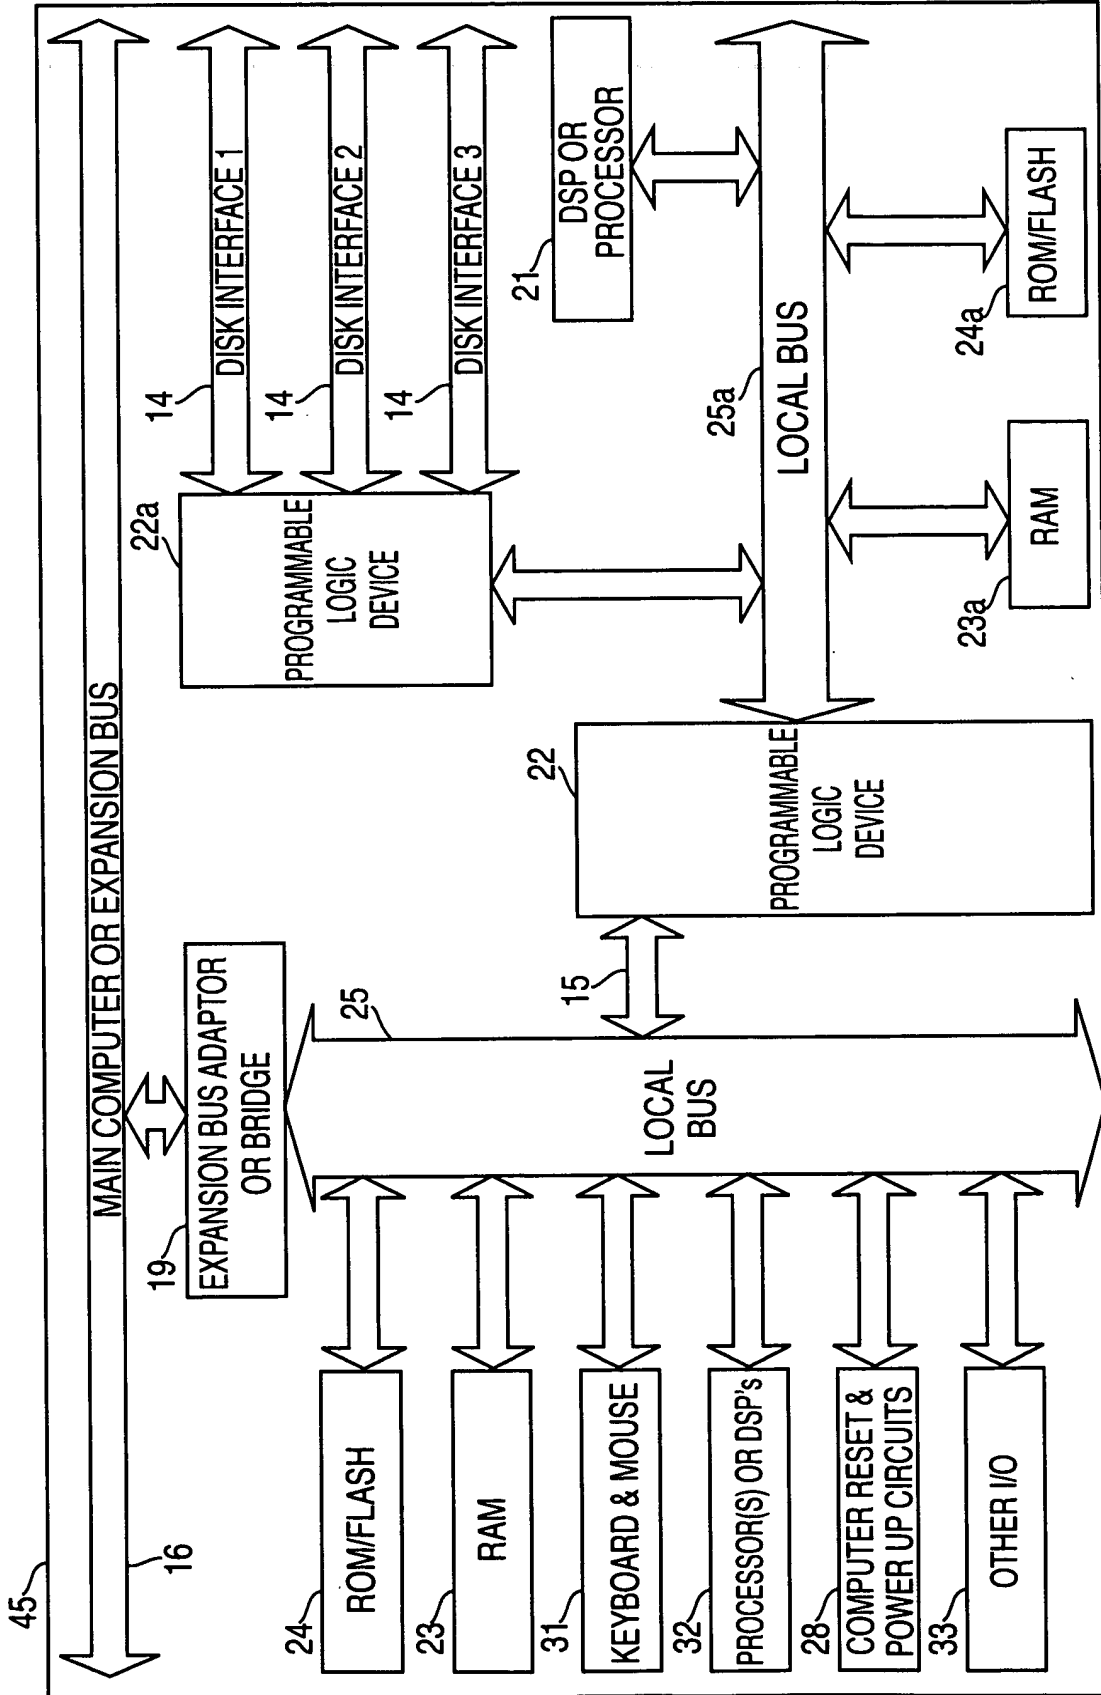 45
MAIN COMPUTER OR EXPANSION BUS
16
19
EXPANSION BUS ADAPTOR
OR BRIDGE
22a
PROGRAMMABLE
LOGIC
DEVICE
14
DISK INTERFACE 1
14
DISK INTERFACE 2
14
DISK INTERFACE 3
21
DSP OR
PROCESSOR
24
ROM/FLASH
23
RAM
31
KEYBOARD & MOUSE
32
PROCESSOR(S) OR DSP's
28
COMPUTER RESET &
POWER UP CIRCUITS
33
OTHER I/O
25
LOCAL
BUS
15
22
PROGRAMMABLE
LOGIC
DEVICE
25a
LOCAL BUS
23a
RAM
24a
ROM/FLASH